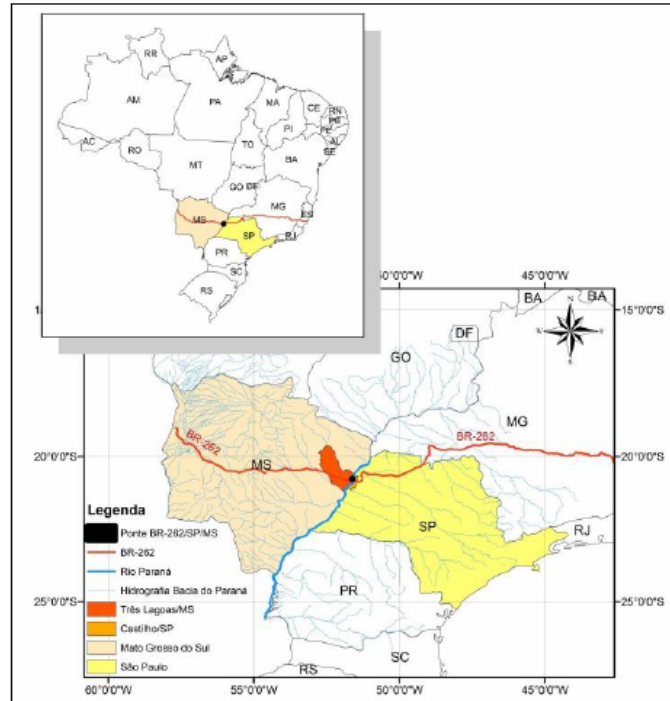 RR
AP
AM
PA
MA
CE
RN
PB
PE
AL
SE
PI
AC
TO
RO
BA
MT
GO
DF
MG
ES
MS
SP
RJ
PR
SC
RS
50°0'0"W
45°0'0"W
BA
BA
15°0'0"S
N
W
E
S
DF
GO
MG
BR-262
BR-262
20°0'0"S
MS
20°0'0"S
SP
RJ
25°0'0"S
PR
25°0'0"S
SC
RS
Legenda
Ponte BR-262/SP/MS
BR-262
Rio Paraná
Hidrografia Bacia do Paraná
Três Lagoas/MS
Castilho/SP
Mato Grosso do Sul
São Paulo
60°0'0"W
55°0'0"W
50°0'0"W
45°0'0"W